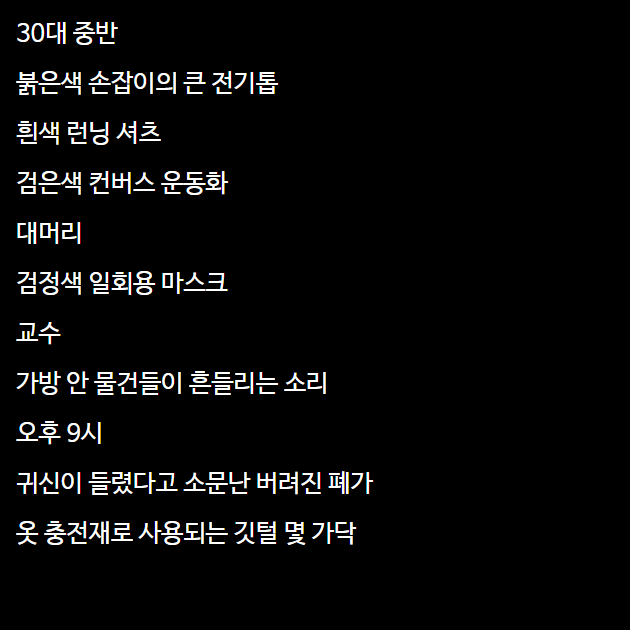 30대 중반
붉은색 손잡이의 큰 전기톱
흰색 런닝 셔츠
검은색 컨버스 운동화
대머리
검정색 일회용 마스크
교수
가방 안 물건들이 흔들리는 소리
오후 9시
귀신이 들렸다고 소문난 버려진 폐가
옷 충전재로 사용되는 깃털 몇 가닥